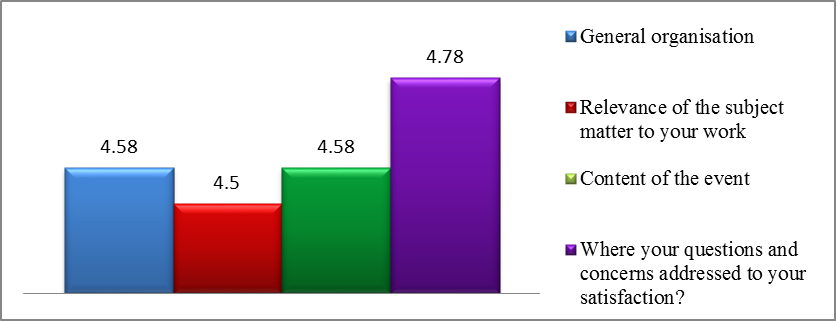 4.58
4.5
4.58
4.78
General organisation
Relevance of the subject
matter to your work
Content of the event
Where your questions and
concerns addressed to your
satisfaction?